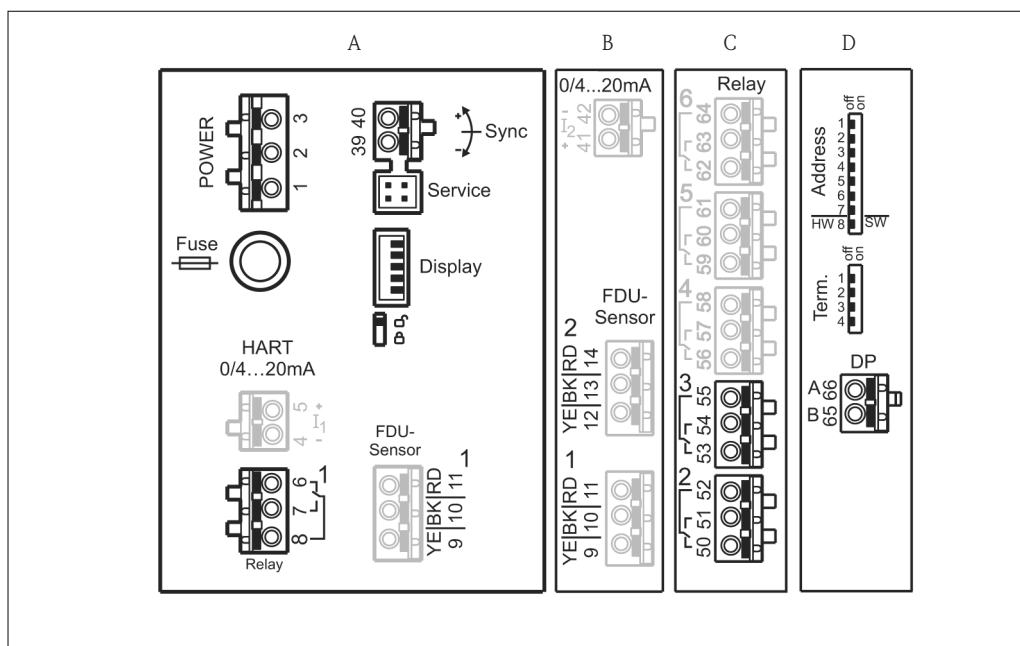 A
B
C
D
POWER
3
2
1
39 40
+
-
Sync
Service
Fuse
Display
HART
0/4...20mA
5 +
I1
4 -
6
7
8
1
Relay
FDU-
Sensor
1
YE|BK|RD
9 |10| 11
0/4...20mA
-
I2
+
41 42
FDU-
Sensor
2
YE|BK|RD
12 |13| 14
1
YE|BK|RD
9 |10| 11
Relay
6
64
63
62
5
61
60
59
4
58
57
56
3
55
54
53
2
52
51
50
off
on
Address
1
2
3
4
5
6
7
HW 8 SW
off
on
Term.
1
2
3
4
DP
A 66
B 65